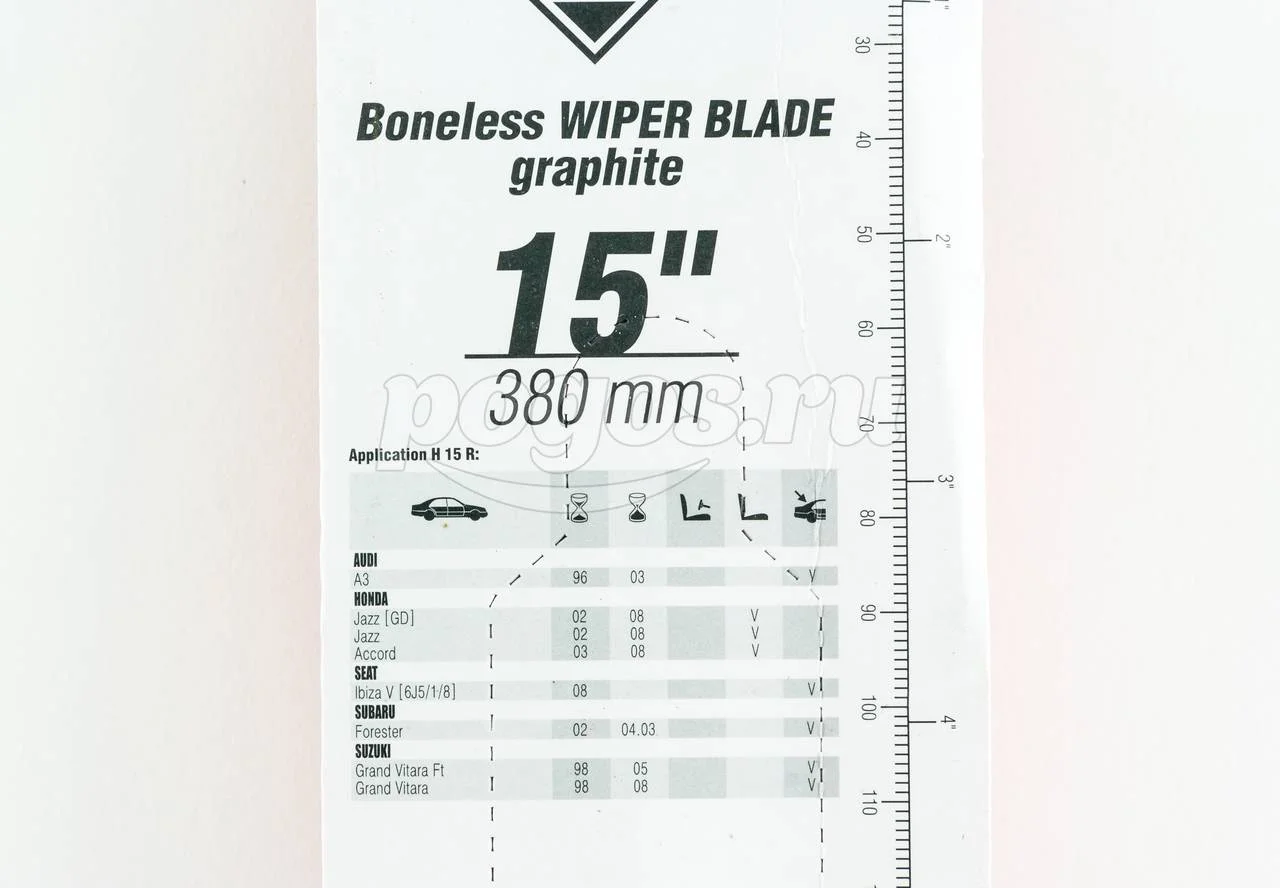 Boneless WIPER BLADE
graphite
15"
380 mm
pogos.ru
Application H 15 R:
AUDI
A3 96 03 V
HONDA
Jazz [GD] 02 08 V
Jazz 02 08 V
Accord 03 08 V
SEAT
Ibiza V [6J5/1/8] 08 V
SUBARU
Forester 02 04.03 V
SUZUKI
Grand Vitara Ft 98 05 V
Grand Vitara 98 08 V
30
40
50
60
70
80
90
100
110
1"
2"
3"
4"